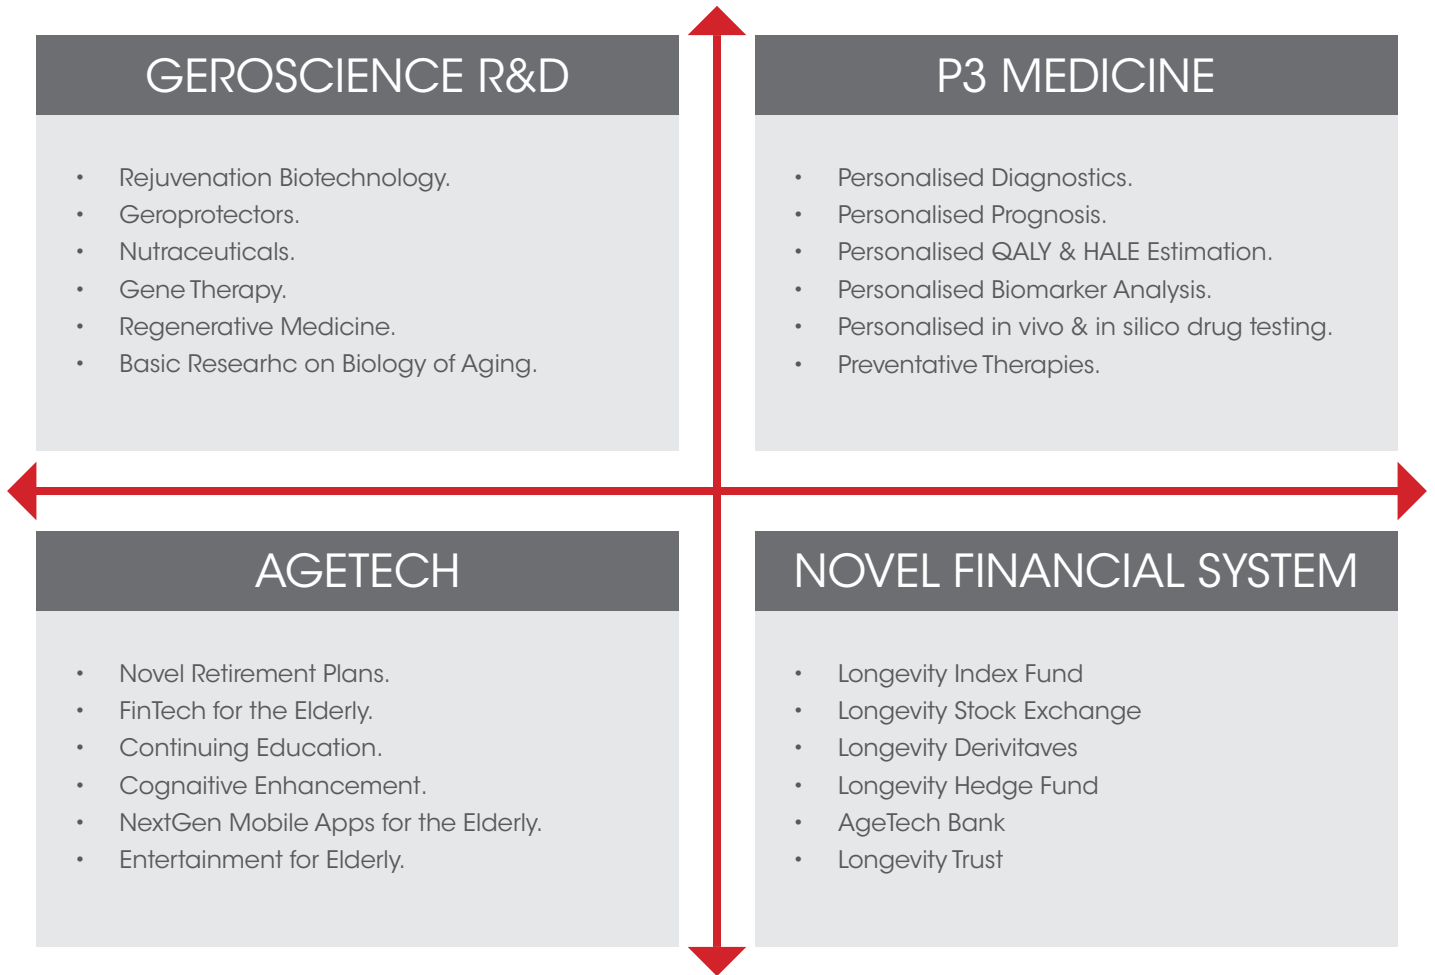 GEROSCIENCE R&D
• Rejuvenation Biotechnology.
• Geroprotectors.
• Nutraceuticals.
• Gene Therapy.
• Regenerative Medicine.
• Basic Researhc on Biology of Aging.
P3 MEDICINE
• Personalised Diagnostics.
• Personalised Prognosis.
• Personalised QALY & HALE Estimation.
• Personalised Biomarker Analysis.
• Personalised in vivo & in silico drug testing.
• Preventative Therapies.
AGETECH
• Novel Retirement Plans.
• FinTech for the Elderly.
• Continuing Education.
• Cognaitive Enhancement.
• NextGen Mobile Apps for the Elderly.
• Entertainment for Elderly.
NOVEL FINANCIAL SYSTEM
• Longevity Index Fund
• Longevity Stock Exchange
• Longevity Derivitaves
• Longevity Hedge Fund
• AgeTech Bank
• Longevity Trust